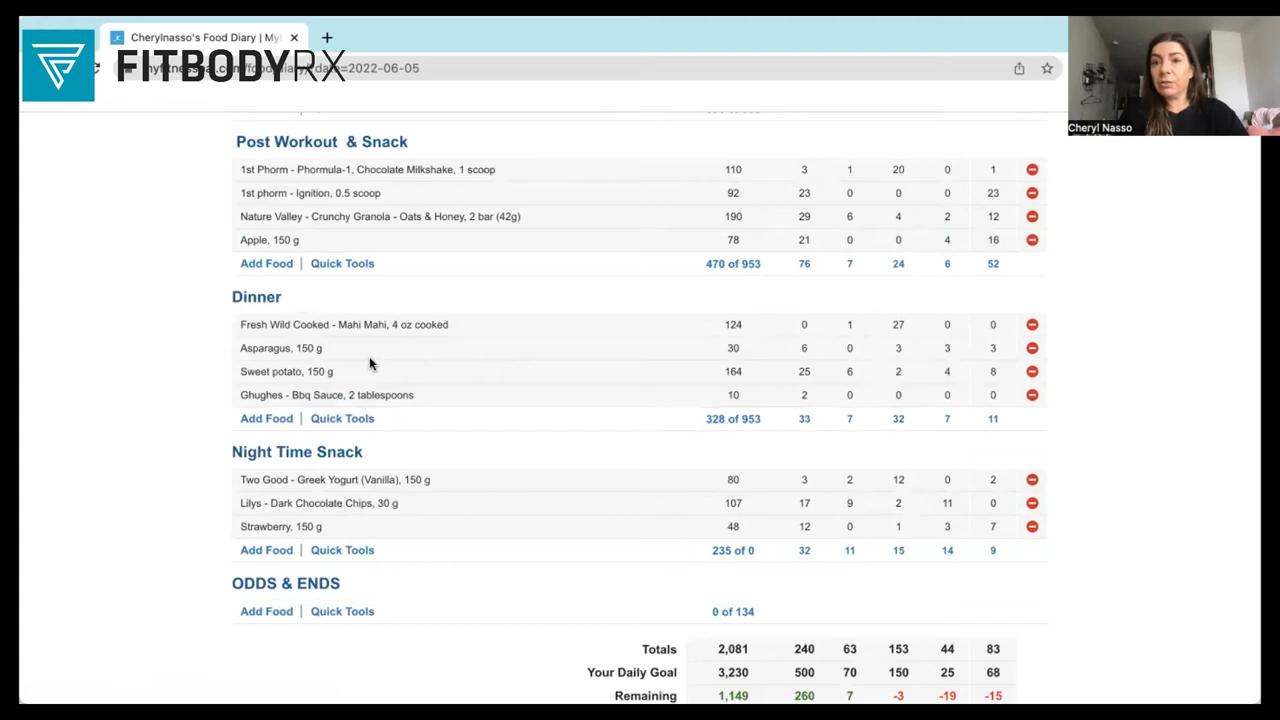 Cherylnasso's Food Diary | My
FITBODYRX
myfitnesspal.com/food/diary?date=2022-06-05
Cheryl Nasso
Post Workout & Snack
1st Phorm - Phormula-1, Chocolate Milkshake, 1 scoop 110 3 1 20 0 1
1st phorm - Ignition, 0.5 scoop 92 23 0 0 0 23
Nature Valley - Crunchy Granola - Oats & Honey, 2 bar (42g) 190 29 6 4 2 12
Apple, 150 g 78 21 0 0 4 16
Add Food | Quick Tools 470 of 953 76 7 24 6 52
Dinner
Fresh Wild Cooked - Mahi Mahi, 4 oz cooked 124 0 1 27 0 0
Asparagus, 150 g 30 6 0 3 3 3
Sweet potato, 150 g 164 25 6 2 4 8
Ghughes - Bbq Sauce, 2 tablespoons 10 2 0 0 0 0
Add Food | Quick Tools 328 of 953 33 7 32 7 11
Night Time Snack
Two Good - Greek Yogurt (Vanilla), 150 g 80 3 2 12 0 2
Lilys - Dark Chocolate Chips, 30 g 107 17 9 2 11 0
Strawberry, 150 g 48 12 0 1 3 7
Add Food | Quick Tools 235 of 0 32 11 15 14 9
ODDS & ENDS
Add Food | Quick Tools 0 of 134
Totals 2,081 240 63 153 44 83
Your Daily Goal 3,230 500 70 150 25 68
Remaining 1,149 260 7 -3 -19 -15